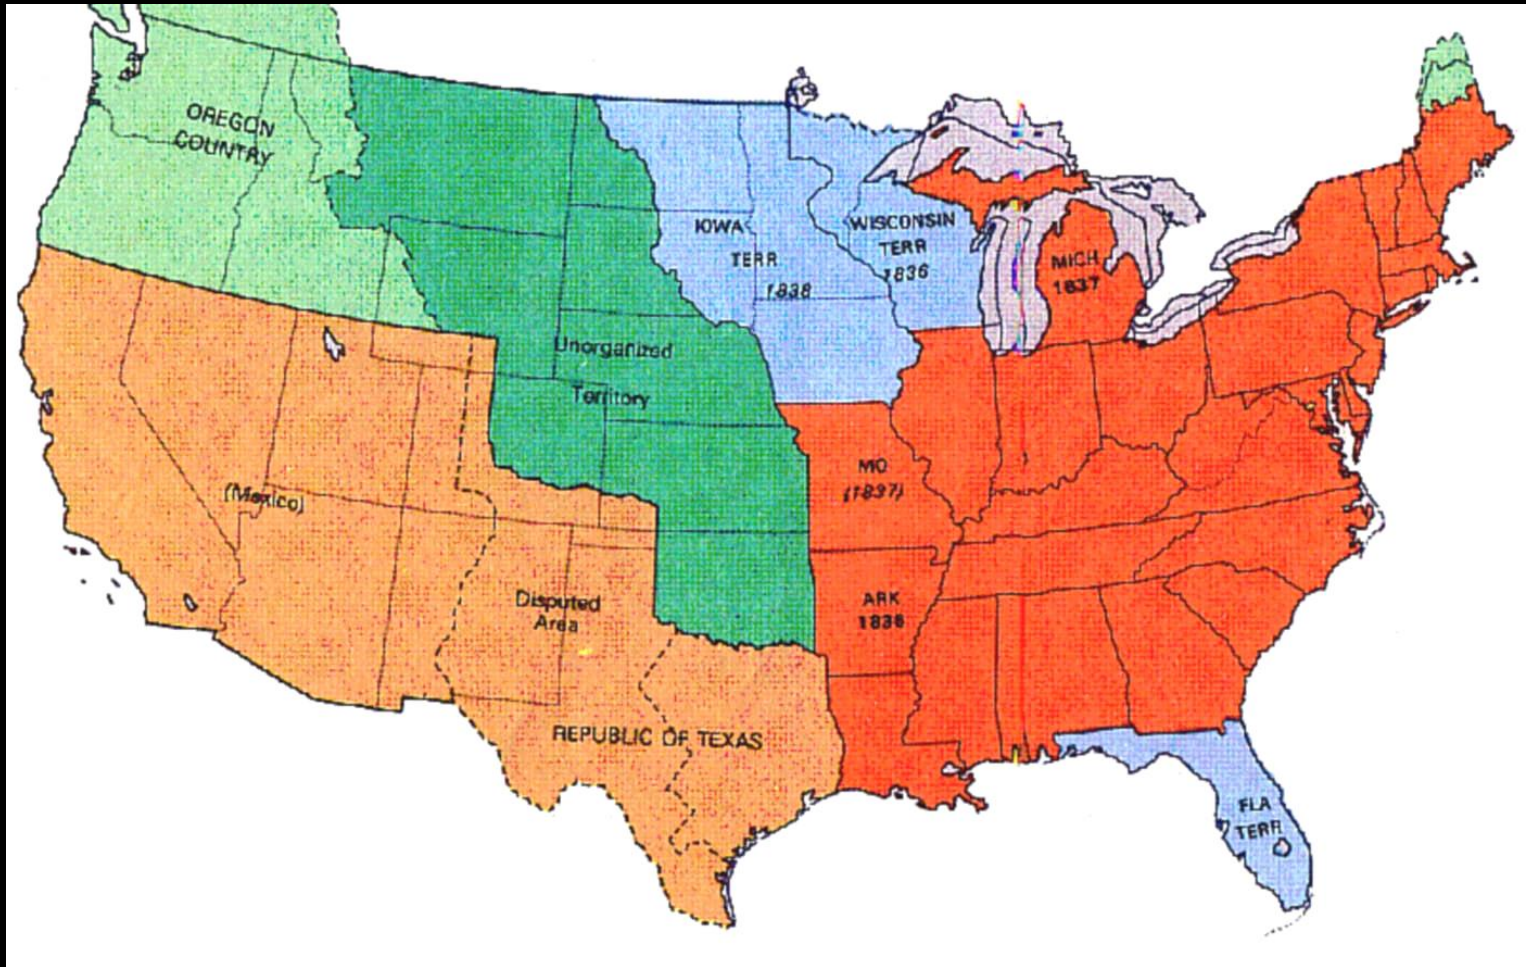 OREGON
COUNTRY
IOWA
TERR
1838
WISCONSIN
TERR
1836
MICH
1837
Unorganized
Territory
(Mexico)
MO
(1837)
ARK
1836
Disputed
Area
REPUBLIC OF TEXAS
FLA
TERR